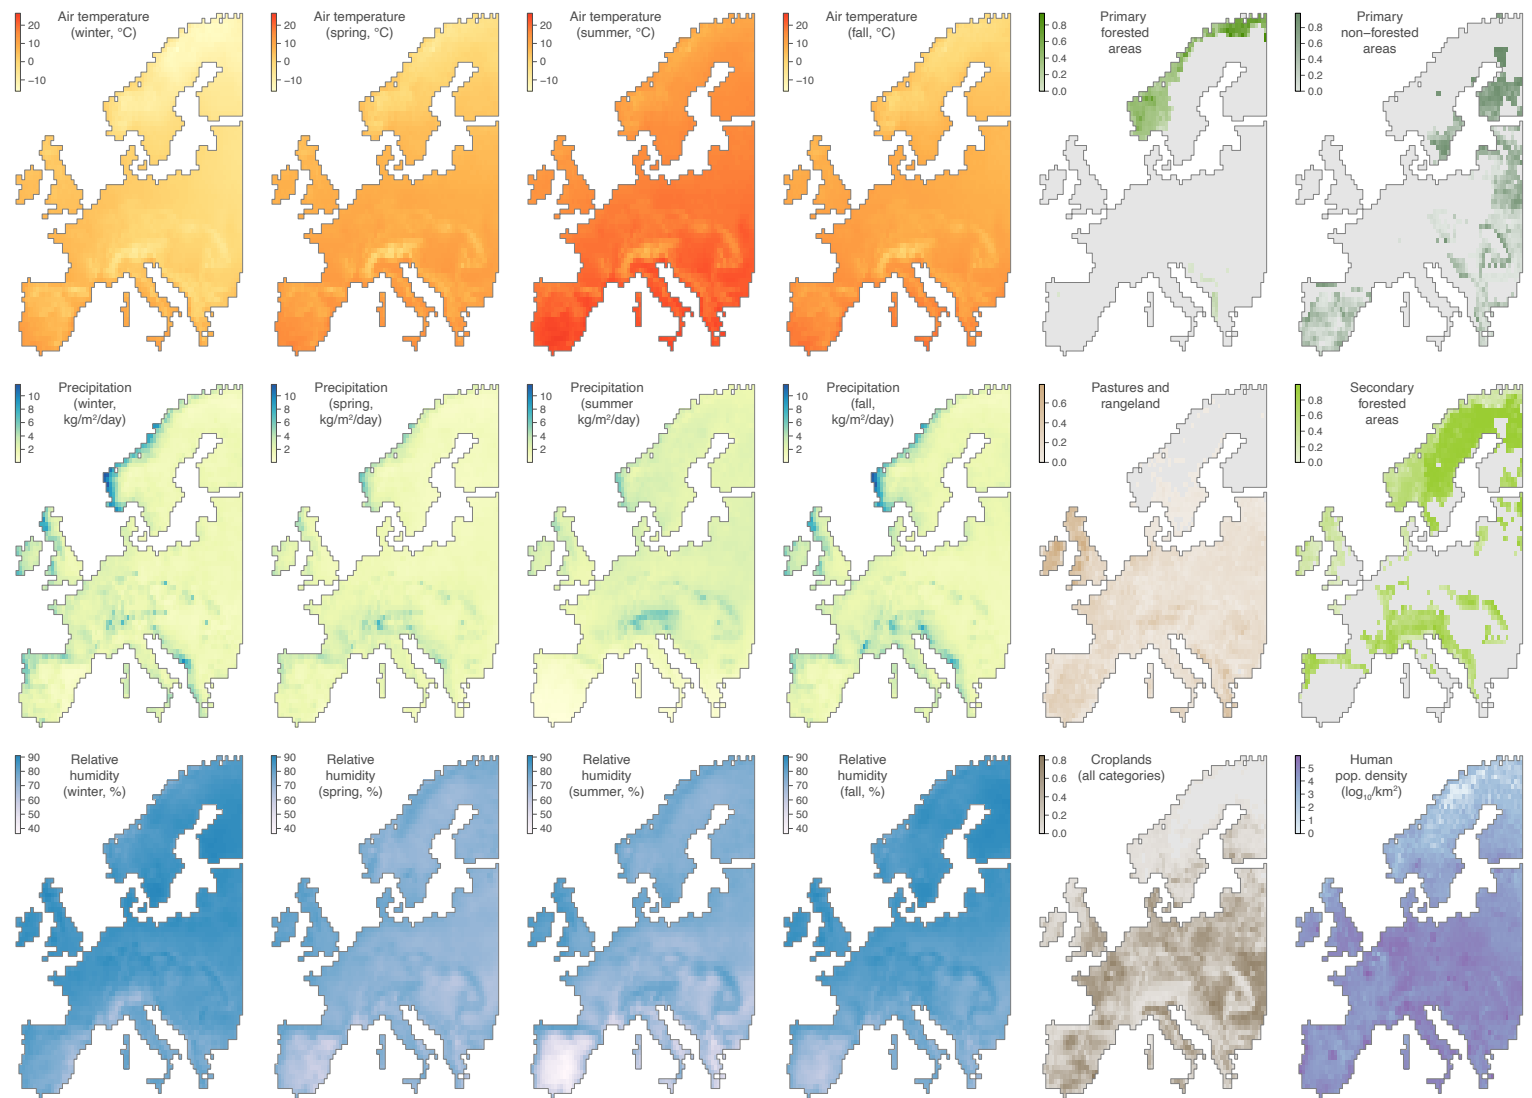 Air temperature
(winter, °C)
10
0
−10
Air temperature
(spring, °C)
20
10
0
−10
Air temperature
(summer, °C)
20
10
0
−10
Air temperature
(fall, °C)
20
10
0
−10
Primary
forested
areas
0.8
0.6
0.4
0.2
0.0
Primary
non−forested
areas
0.8
0.6
0.4
0.2
0.0
Precipitation
(winter,
kg/m²/day)
10
8
6
4
2
Precipitation
(spring,
kg/m²/day)
10
8
6
4
2
Precipitation
(summer
kg/m²/day)
10
8
6
4
2
Precipitation
(fall,
kg/m²/day)
10
8
6
4
2
Pastures and
rangeland
0.6
0.4
0.2
0.0
Secondary
forested
areas
0.8
0.6
0.4
0.2
0.0
Relative
humidity
(winter, %)
90
80
70
60
50
40
Relative
humidity
(spring, %)
90
80
70
60
50
40
Relative
humidity
(summer, %)
90
80
70
60
50
40
Relative
humidity
(fall, %)
90
80
70
60
50
40
Croplands
(all categories)
0.8
0.6
0.4
0.2
0.0
Human
pop. density
(log₁₀/km²)
5
4
3
2
1
0